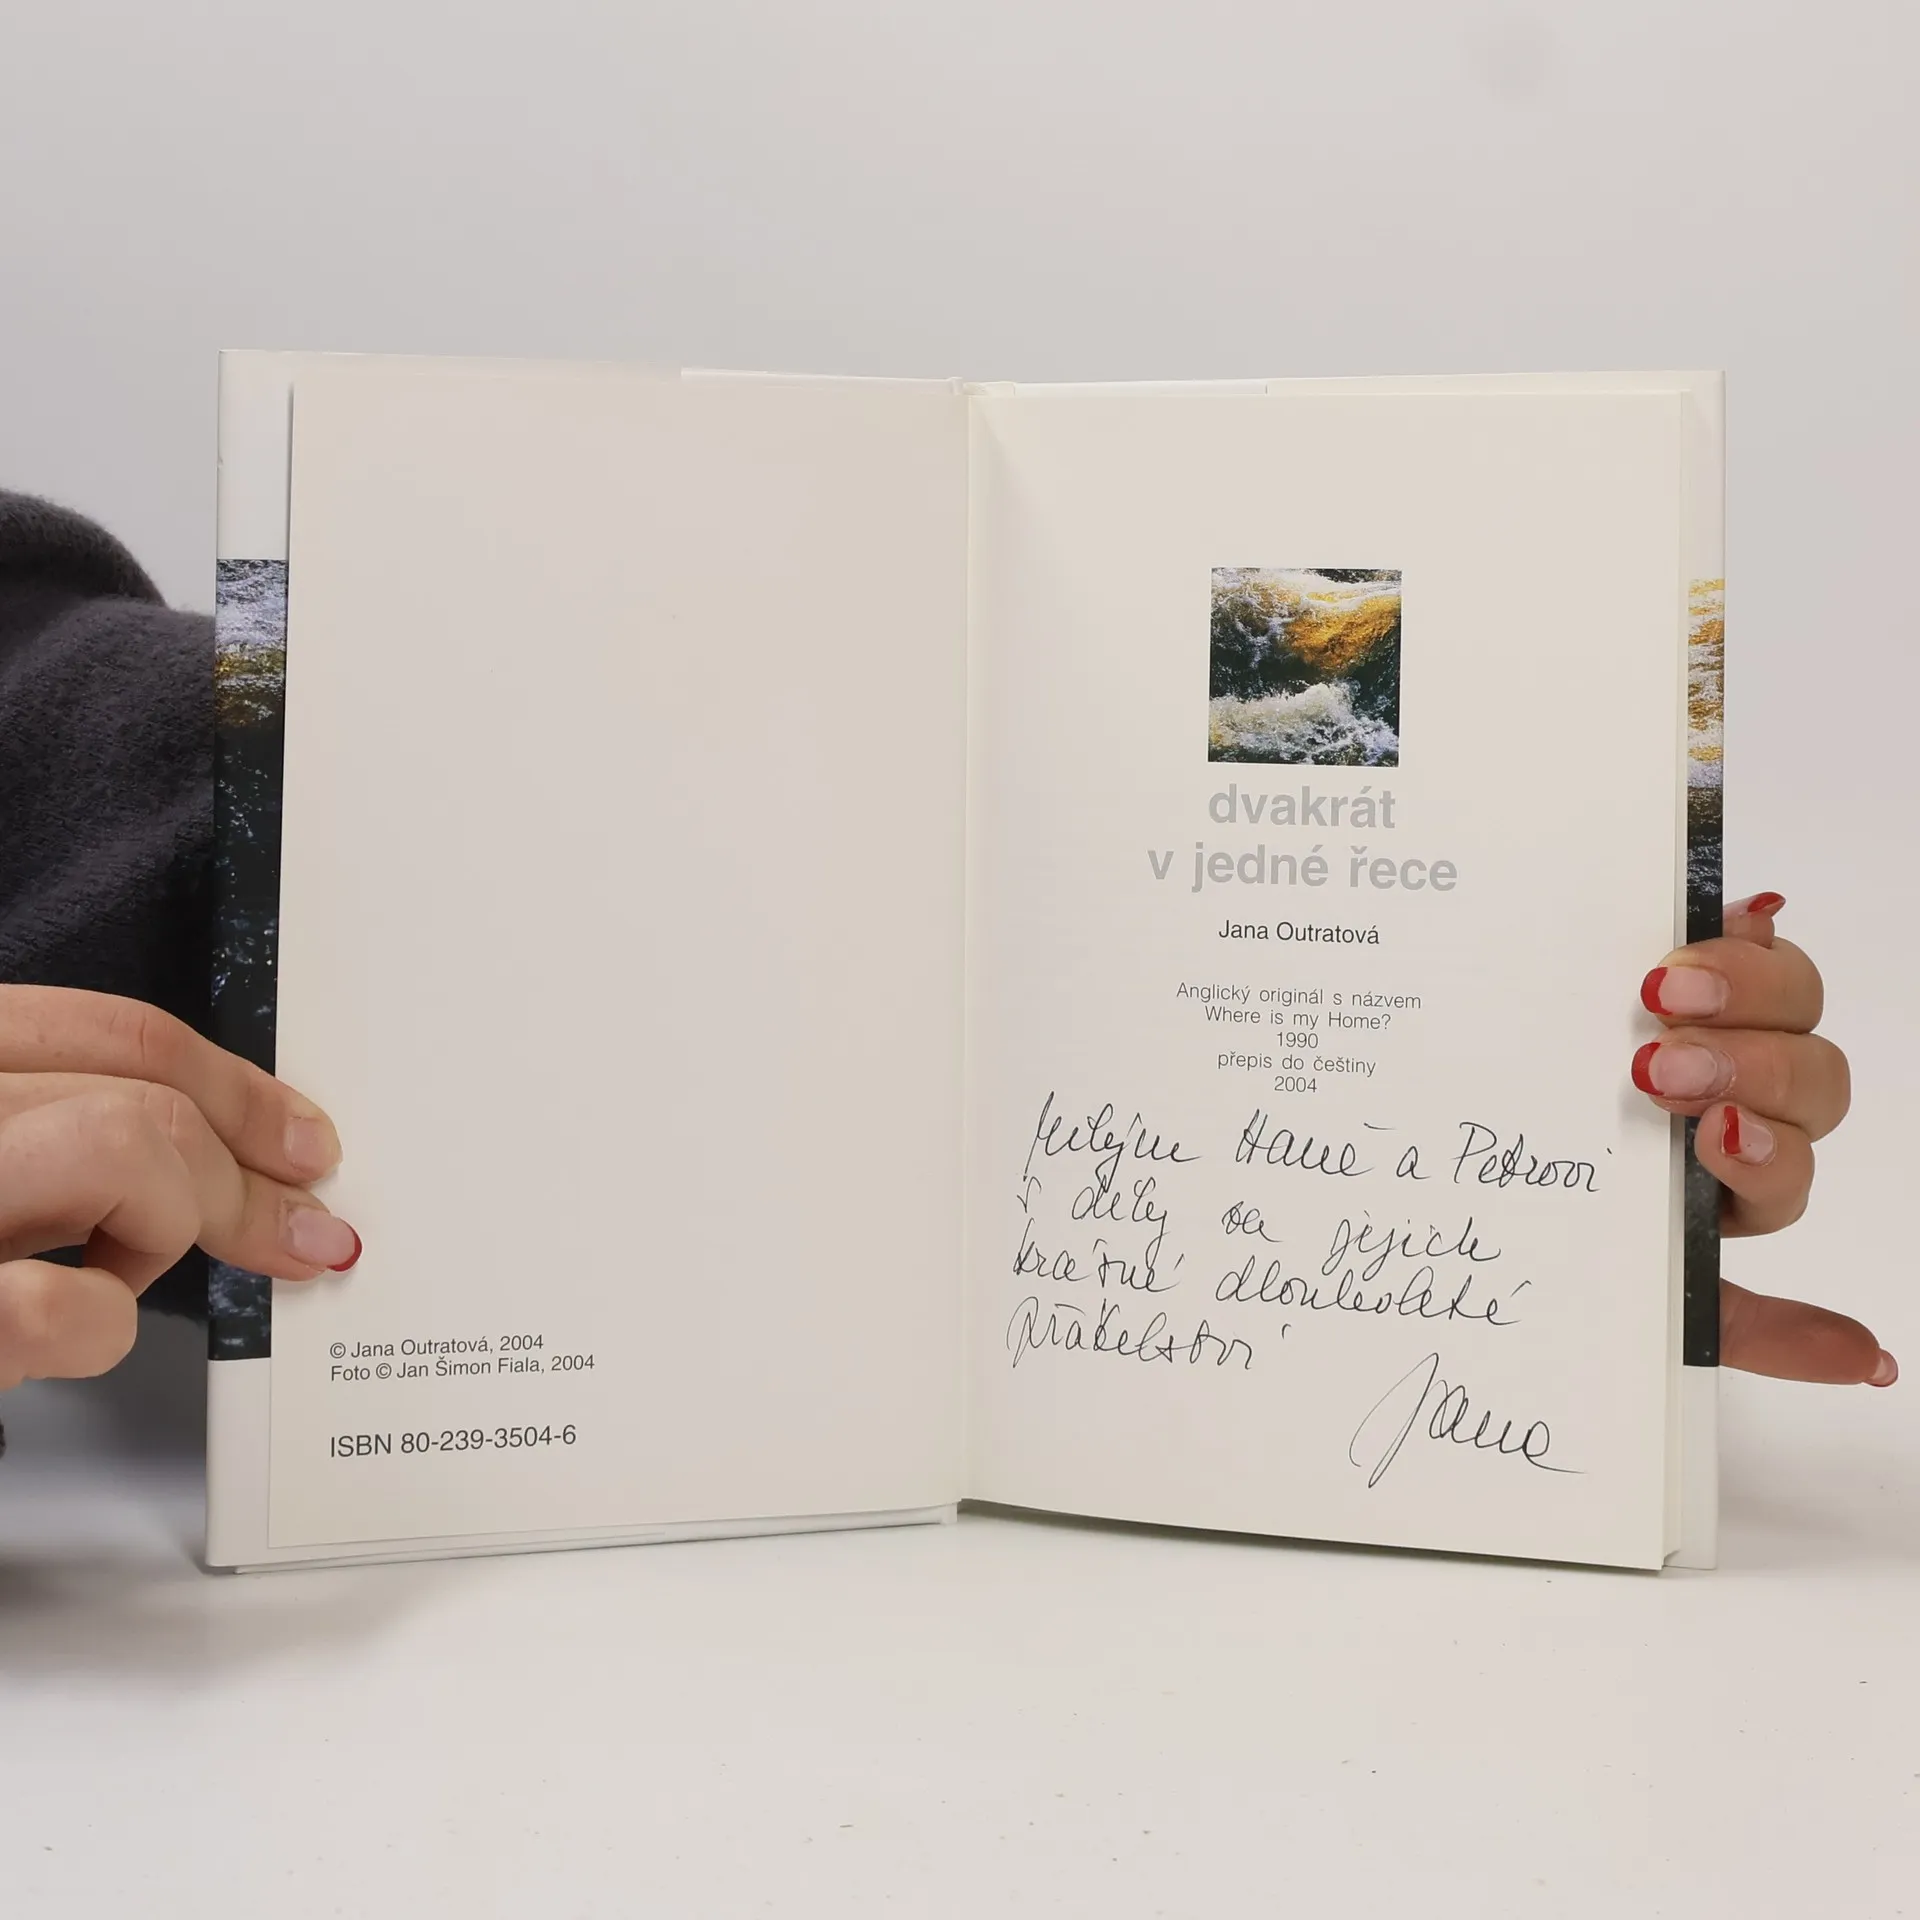 © Jana Outratová, 2004
Foto © Jan Šimon Fiala, 2004
ISBN 80-239-3504-6
dvakrát
v jedné řece
Jana Outratová
Anglický originál s názvem
Where is my Home?
1990
přepis do češtiny
2004
Milým Haně a Petrovi
s díky za jejich
krásné dlouholeté
přátelství
Jana